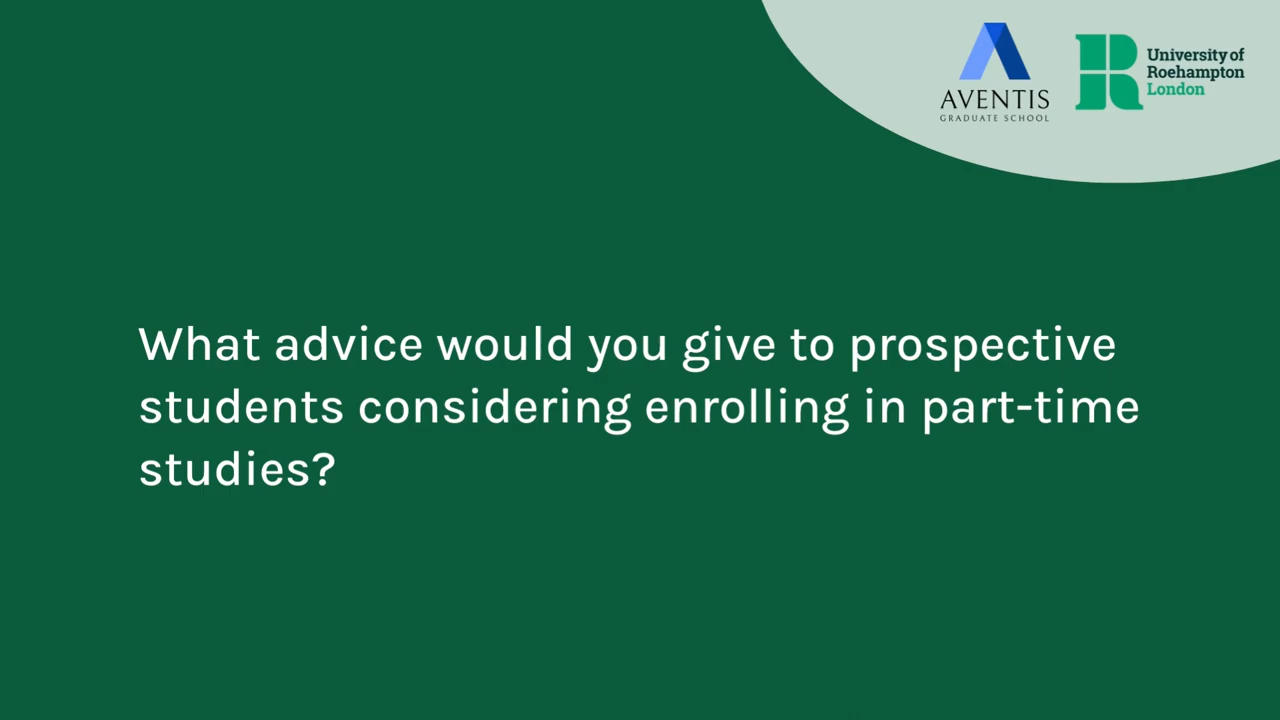 AVENTIS
GRADUATE SCHOOL
University of
Roehampton
London
What advice would you give to prospective
students considering enrolling in part-time
studies?